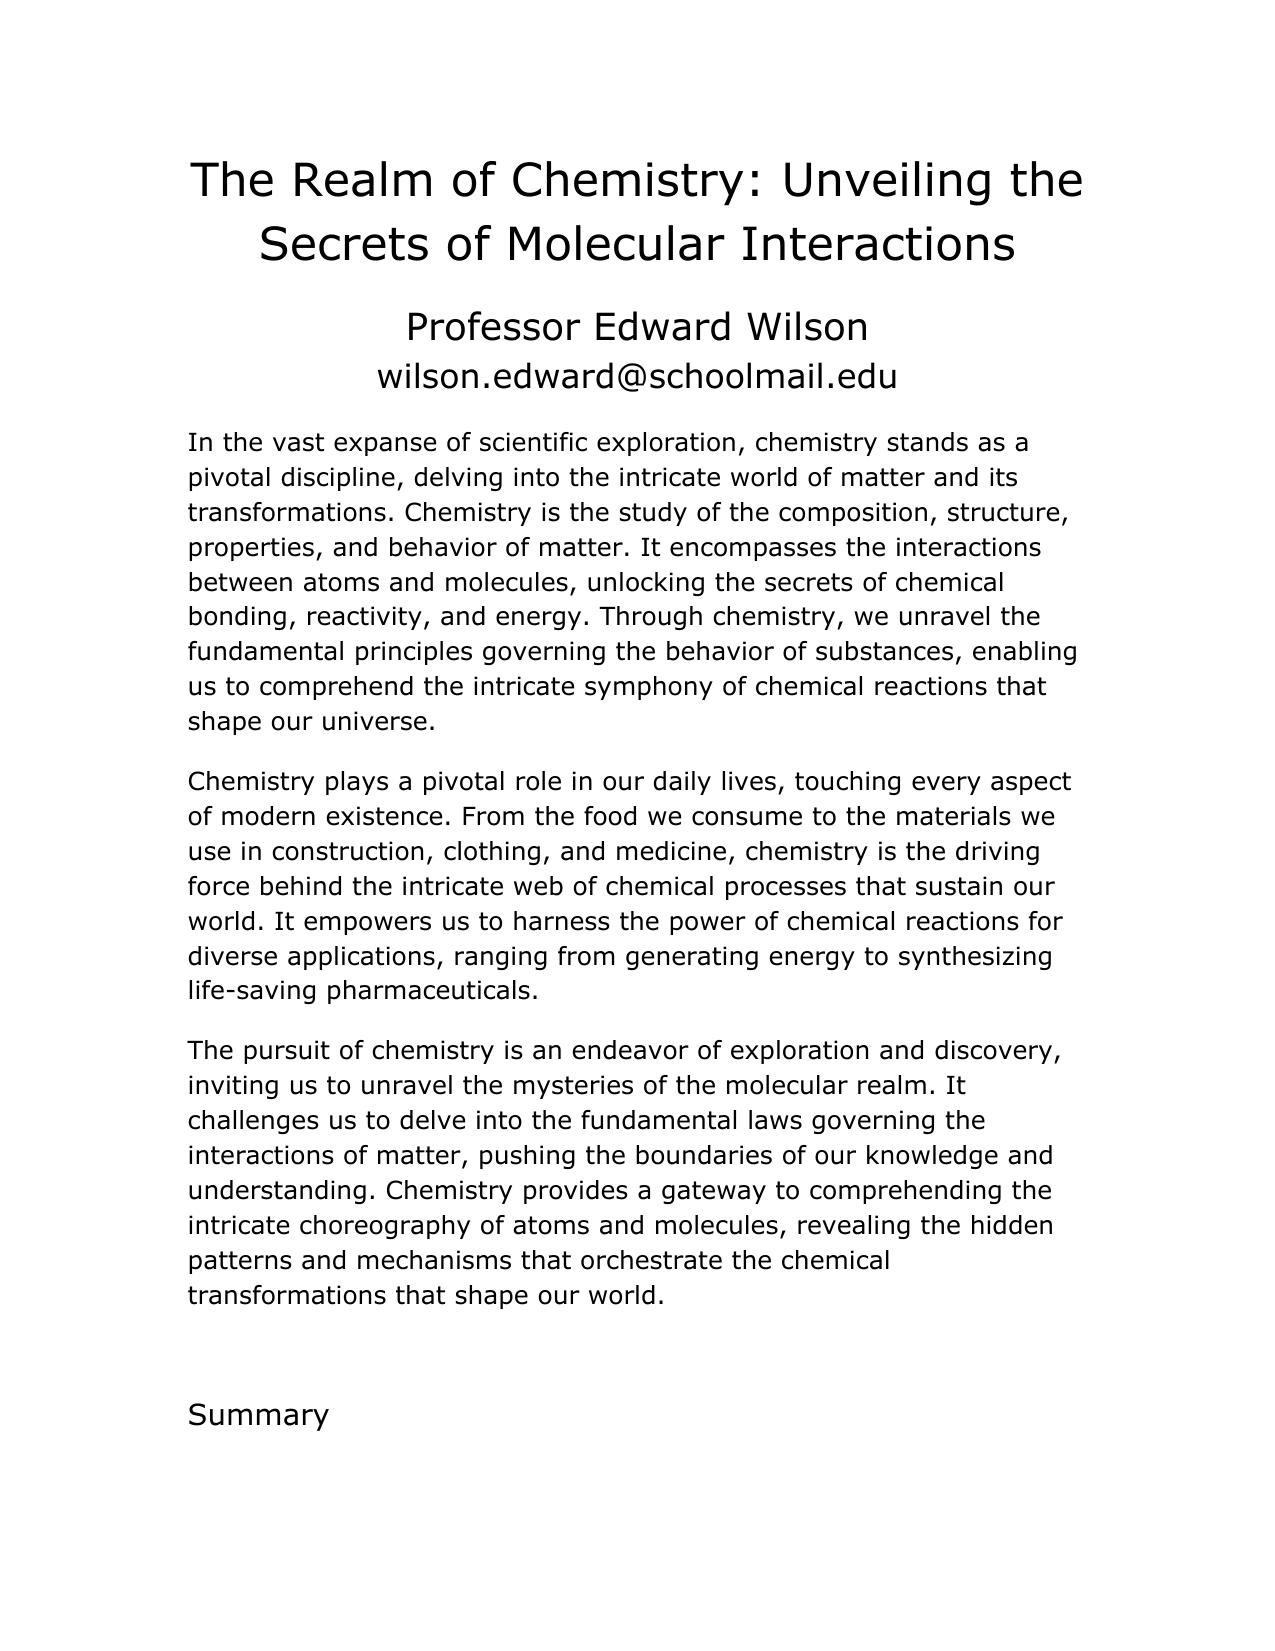 The Realm of Chemistry: Unveiling the
Secrets of Molecular Interactions
Professor Edward Wilson
wilson.edward@schoolmail.edu
In the vast expanse of scientific exploration, chemistry stands as a
pivotal discipline, delving into the intricate world of matter and its
transformations. Chemistry is the study of the composition, structure,
properties, and behavior of matter. It encompasses the interactions
between atoms and molecules, unlocking the secrets of chemical
bonding, reactivity, and energy. Through chemistry, we unravel the
fundamental principles governing the behavior of substances, enabling
us to comprehend the intricate symphony of chemical reactions that
shape our universe.
Chemistry plays a pivotal role in our daily lives, touching every aspect
of modern existence. From the food we consume to the materials we
use in construction, clothing, and medicine, chemistry is the driving
force behind the intricate web of chemical processes that sustain our
world. It empowers us to harness the power of chemical reactions for
diverse applications, ranging from generating energy to synthesizing
life-saving pharmaceuticals.
The pursuit of chemistry is an endeavor of exploration and discovery,
inviting us to unravel the mysteries of the molecular realm. It
challenges us to delve into the fundamental laws governing the
interactions of matter, pushing the boundaries of our knowledge and
understanding. Chemistry provides a gateway to comprehending the
intricate choreography of atoms and molecules, revealing the hidden
patterns and mechanisms that orchestrate the chemical
transformations that shape our world.
Summary